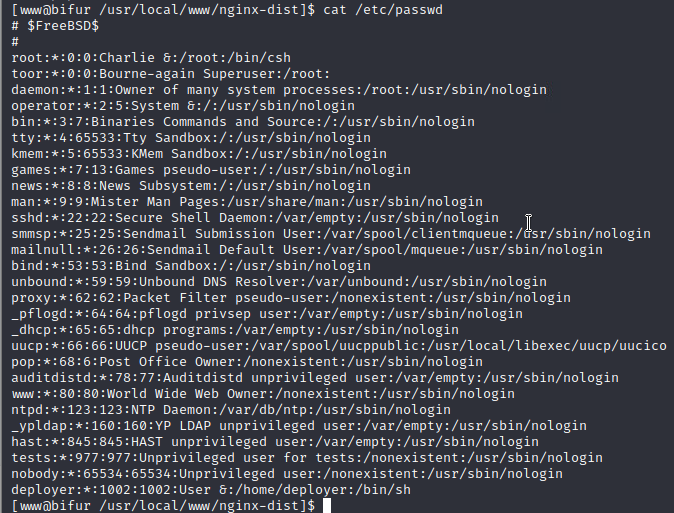 [www@bifur /usr/local/www/nginx-dist]$ cat /etc/passwd
# $FreeBSD$
#
root:*:0:0:Charlie &:/root:/bin/csh
toor:*:0:0:Bourne-again Superuser:/root:
daemon:*:1:1:Owner of many system processes:/root:/usr/sbin/nologin
operator:*:2:5:System &:/:/usr/sbin/nologin
bin:*:3:7:Binaries Commands and Source:/:/usr/sbin/nologin
tty:*:4:65533:Tty Sandbox:/:/usr/sbin/nologin
kmem:*:5:65533:KMem Sandbox:/:/usr/sbin/nologin
games:*:7:13:Games pseudo-user:/:/usr/sbin/nologin
news:*:8:8:News Subsystem:/:/usr/sbin/nologin
man:*:9:9:Mister Man Pages:/usr/share/man:/usr/sbin/nologin
sshd:*:22:22:Secure Shell Daemon:/var/empty:/usr/sbin/nologin
smmsp:*:25:25:Sendmail Submission User:/var/spool/clientmqueue:/usr/sbin/nologin
mailnull:*:26:26:Sendmail Default User:/var/spool/mqueue:/usr/sbin/nologin
bind:*:53:53:Bind Sandbox:/:/usr/sbin/nologin
unbound:*:59:59:Unbound DNS Resolver:/var/unbound:/usr/sbin/nologin
proxy:*:62:62:Packet Filter pseudo-user:/nonexistent:/usr/sbin/nologin
_pflogd:*:64:64:pflogd privsep user:/var/empty:/usr/sbin/nologin
_dhcp:*:65:65:dhcp programs:/var/empty:/usr/sbin/nologin
uucp:*:66:66:UUCP pseudo-user:/var/spool/uucppublic:/usr/local/libexec/uucp/uucico
pop:*:68:6:Post Office Owner:/nonexistent:/usr/sbin/nologin
auditdistd:*:78:77:Auditdistd unprivileged user:/var/empty:/usr/sbin/nologin
www:*:80:80:World Wide Web Owner:/nonexistent:/usr/sbin/nologin
ntpd:*:123:123:NTP Daemon:/var/db/ntp:/usr/sbin/nologin
_ypldap:*:160:160:YP LDAP unprivileged user:/var/empty:/usr/sbin/nologin
hast:*:845:845:HAST unprivileged user:/var/empty:/usr/sbin/nologin
tests:*:977:977:Unprivileged user for tests:/nonexistent:/usr/sbin/nologin
nobody:*:65534:65534:Unprivileged user:/nonexistent:/usr/sbin/nologin
deployer:*:1002:1002:User &:/home/deployer:/bin/sh
[www@bifur /usr/local/www/nginx-dist]$